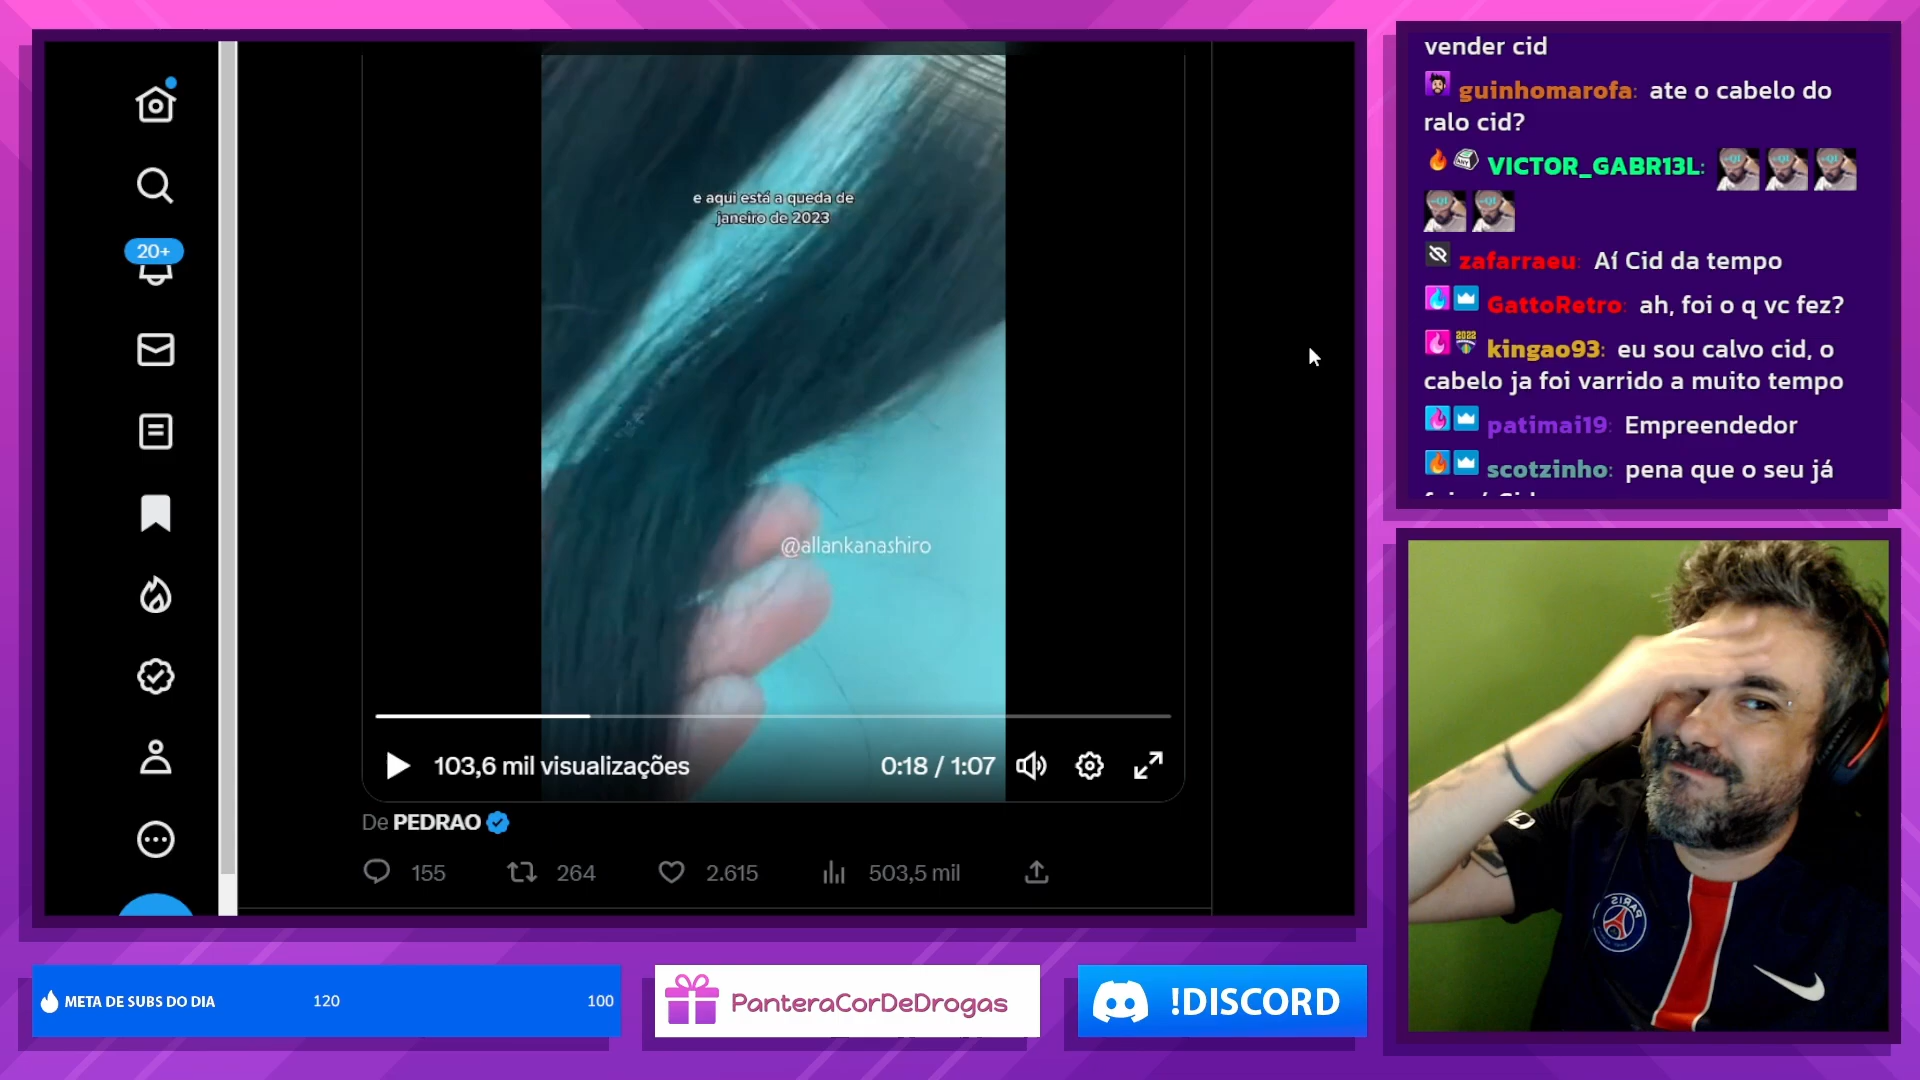 20+
e aqui está a queda de
janeiro de 2023
@allankanashiro
103,6 mil visualizações
0:18 / 1:07
De PEDRAO
155
264
2.615
503,5 mil
vender cid
guinhomarofa: ate o cabelo do
ralo cid?
VICTOR_GABR13L:
zafarraeu: Aí Cid da tempo
GattoRetro: ah, foi o q vc fez?
kingao93: eu sou calvo cid, o
cabelo ja foi varrido a muito tempo
patimai19: Empreendedor
scotzinho: pena que o seu já
PARIS
META DE SUBS DO DIA
120
100
PanteraCorDeDrogas
!DISCORD